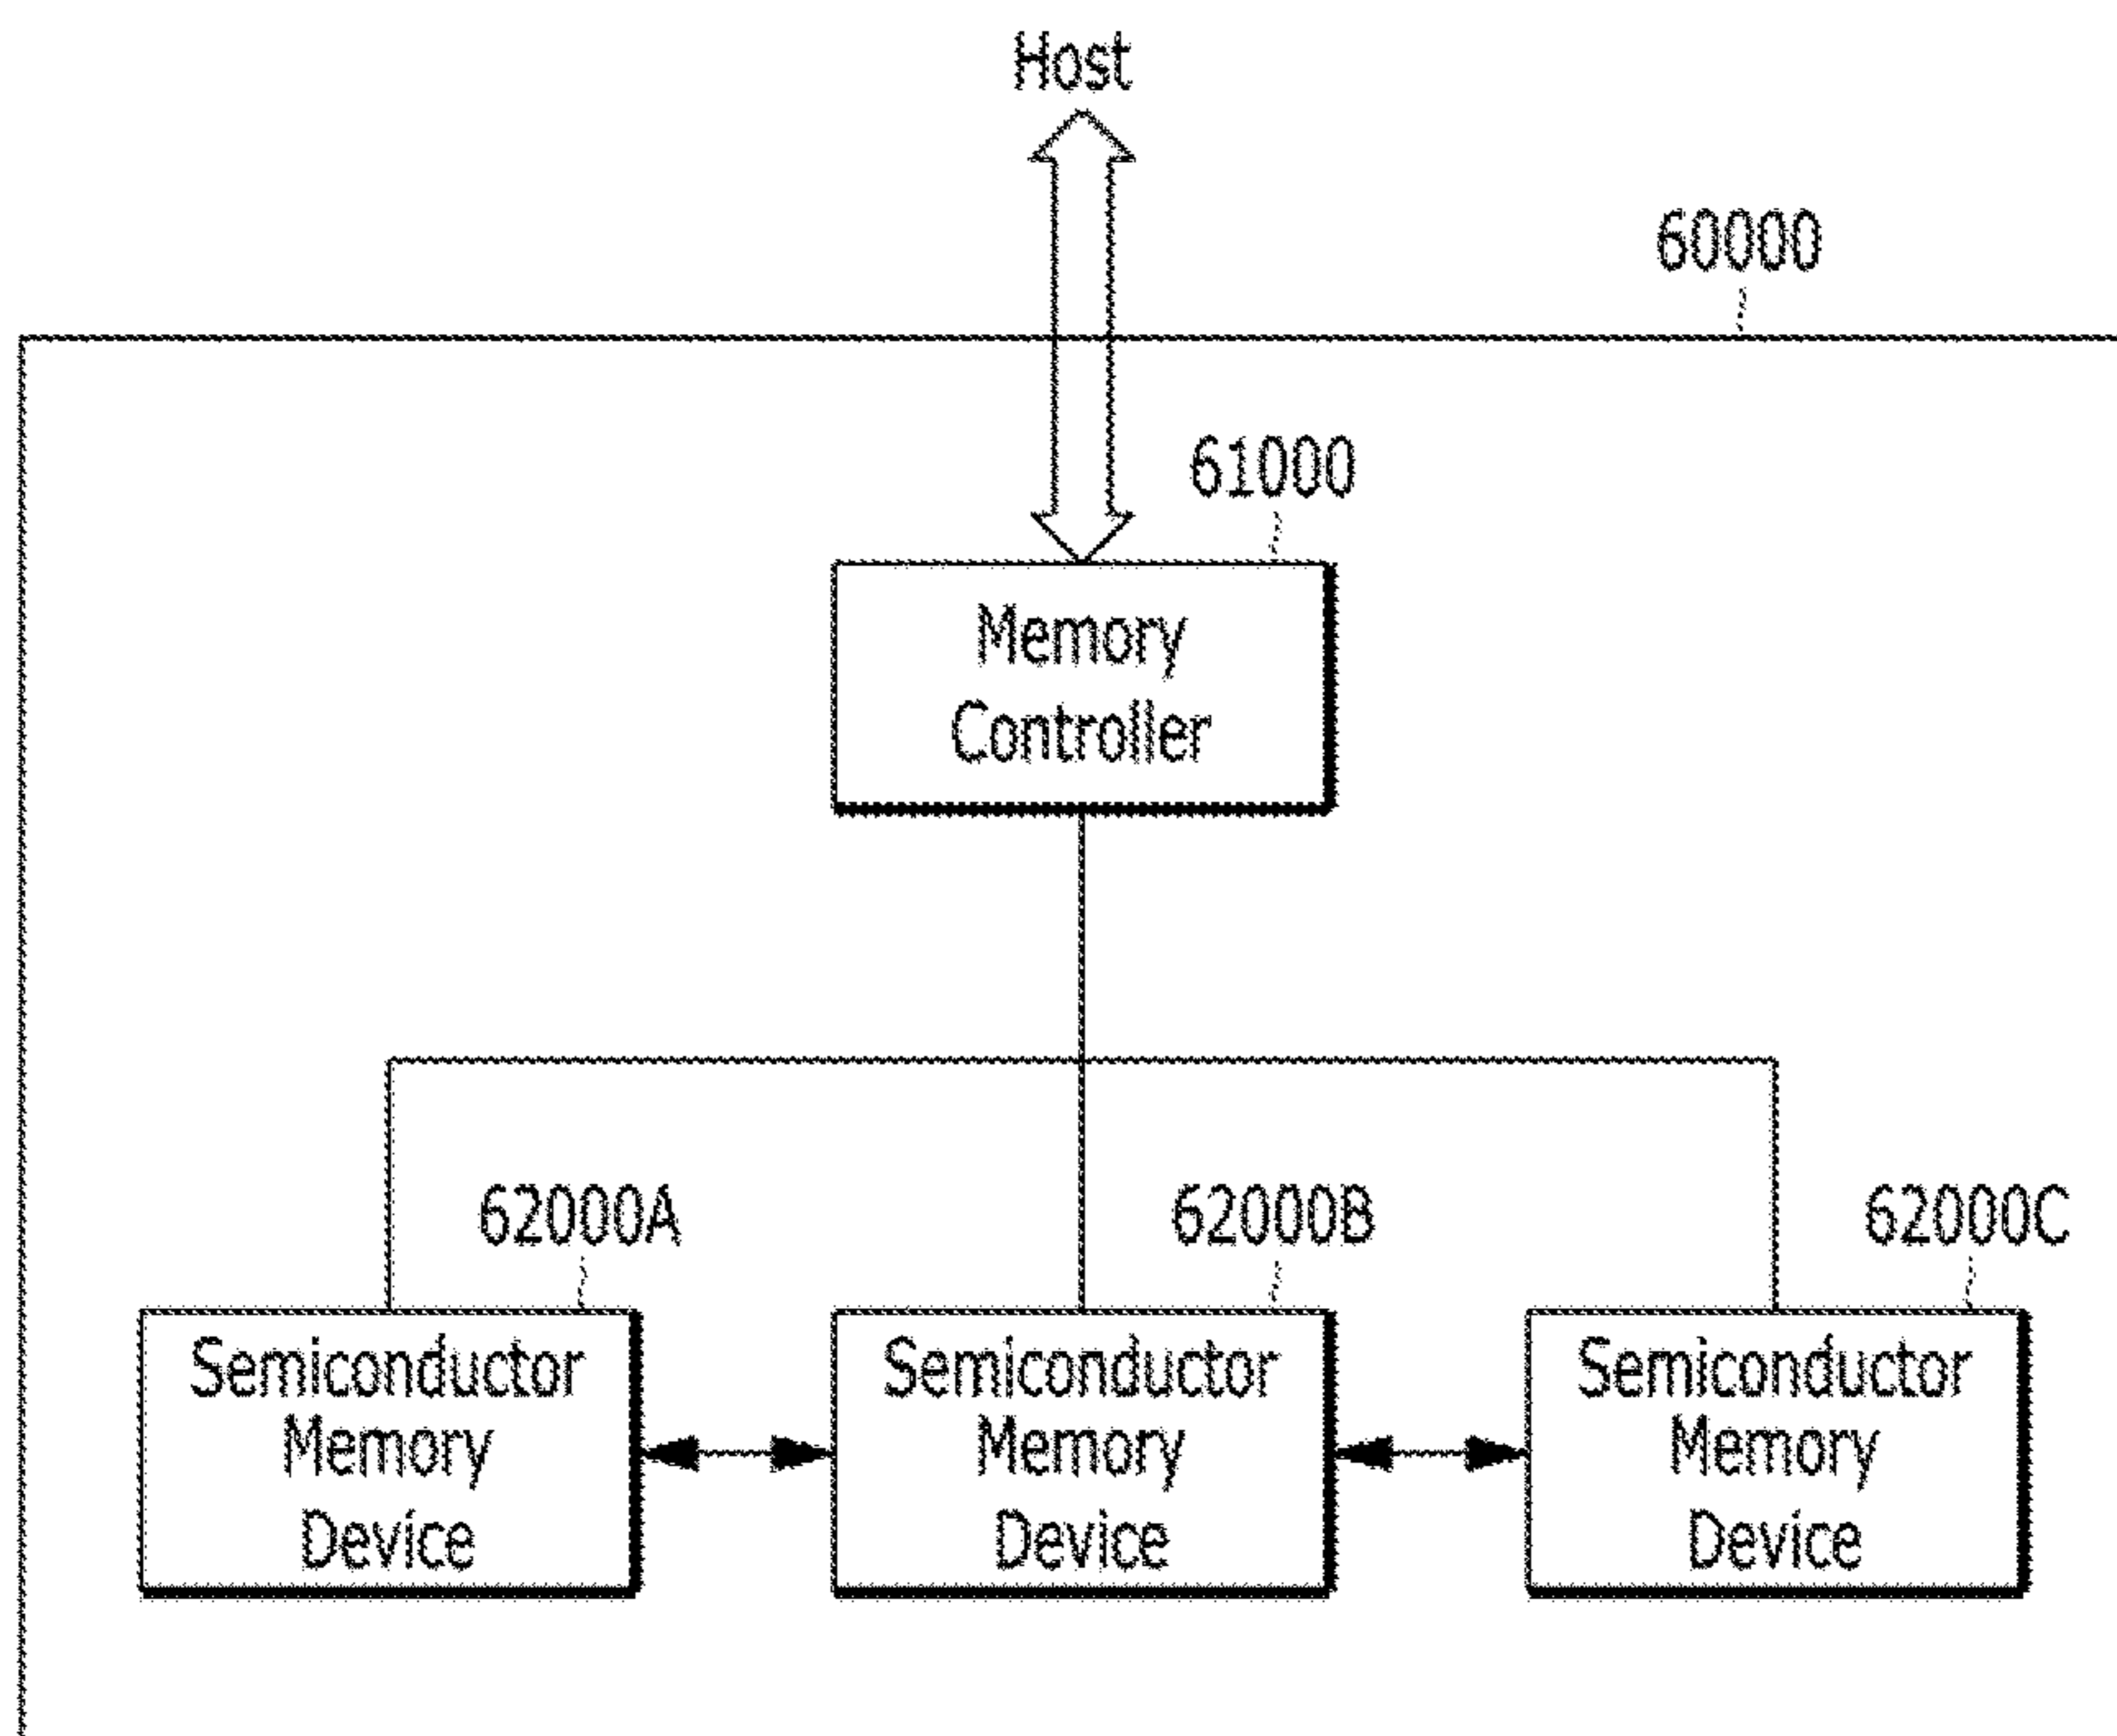 Host
60000
61000
Memory
Controller
62000A
62000B
62000C
Semiconductor
Memory
Device
Semiconductor
Memory
Device
Semiconductor
Memory
Device